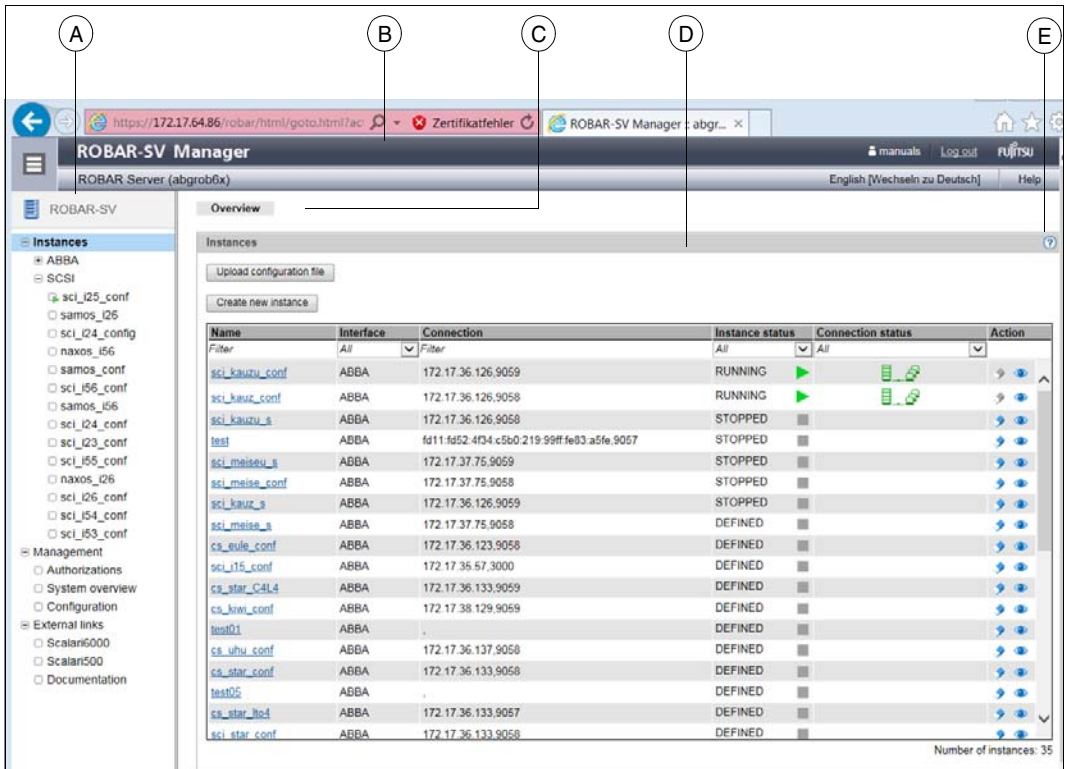 A B C D E
https://172.17.64.86/robar/html/goto.html?ac Zertifikatfehler ROBAR-SV Manager : abgr...
ROBAR-SV Manager manuals Log out FUJITSU
ROBAR Server (abgrob6x) English [Wechseln zu Deutsch] Help
ROBAR-SV
Instances
ABBA
SCSI
sci_i25_conf
samos_i26
sci_i24_config
naxos_i56
samos_conf
sci_i56_conf
samos_i56
sci_i24_conf
sci_i23_conf
sci_i55_conf
naxos_i26
sci_i26_conf
sci_i54_conf
sci_i53_conf
Management
Authorizations
System overview
Configuration
External links
Scalari6000
Scalari500
Documentation
Overview
Instances ?
Upload configuration file
Create new instance
Name Interface Connection Instance status Connection status Action
Filter All Filter All All
sci_kauzu_conf ABBA 172.17.36.126,9059 RUNNING
sci_kauz_conf ABBA 172.17.36.126,9058 RUNNING
sci_kauzu_s ABBA 172.17.36.126,9058 STOPPED
test ABBA fd11:fd52:4f34:c5b0:219:99ff:fe83:a5fe,9057 STOPPED
sci_meiseu_s ABBA 172.17.37.75,9059 STOPPED
sci_meise_conf ABBA 172.17.37.75,9058 STOPPED
sci_kauz_s ABBA 172.17.36.126,9059 STOPPED
sci_meise_s ABBA 172.17.37.75,9058 DEFINED
cs_eule_conf ABBA 172.17.36.123,9058 DEFINED
sci_i15_conf ABBA 172.17.35.57,3000 DEFINED
cs_star_C4L4 ABBA 172.17.36.133,9059 DEFINED
cs_kiwi_conf ABBA 172.17.38.129,9059 DEFINED
test01 ABBA , DEFINED
cs_uhu_conf ABBA 172.17.36.137,9058 DEFINED
cs_star_conf ABBA 172.17.36.133,9058 DEFINED
test05 ABBA , DEFINED
cs_star_lto4 ABBA 172.17.36.133,9057 DEFINED
sci_star_conf ABBA 172.17.36.133,9058 DEFINED
Number of instances: 35